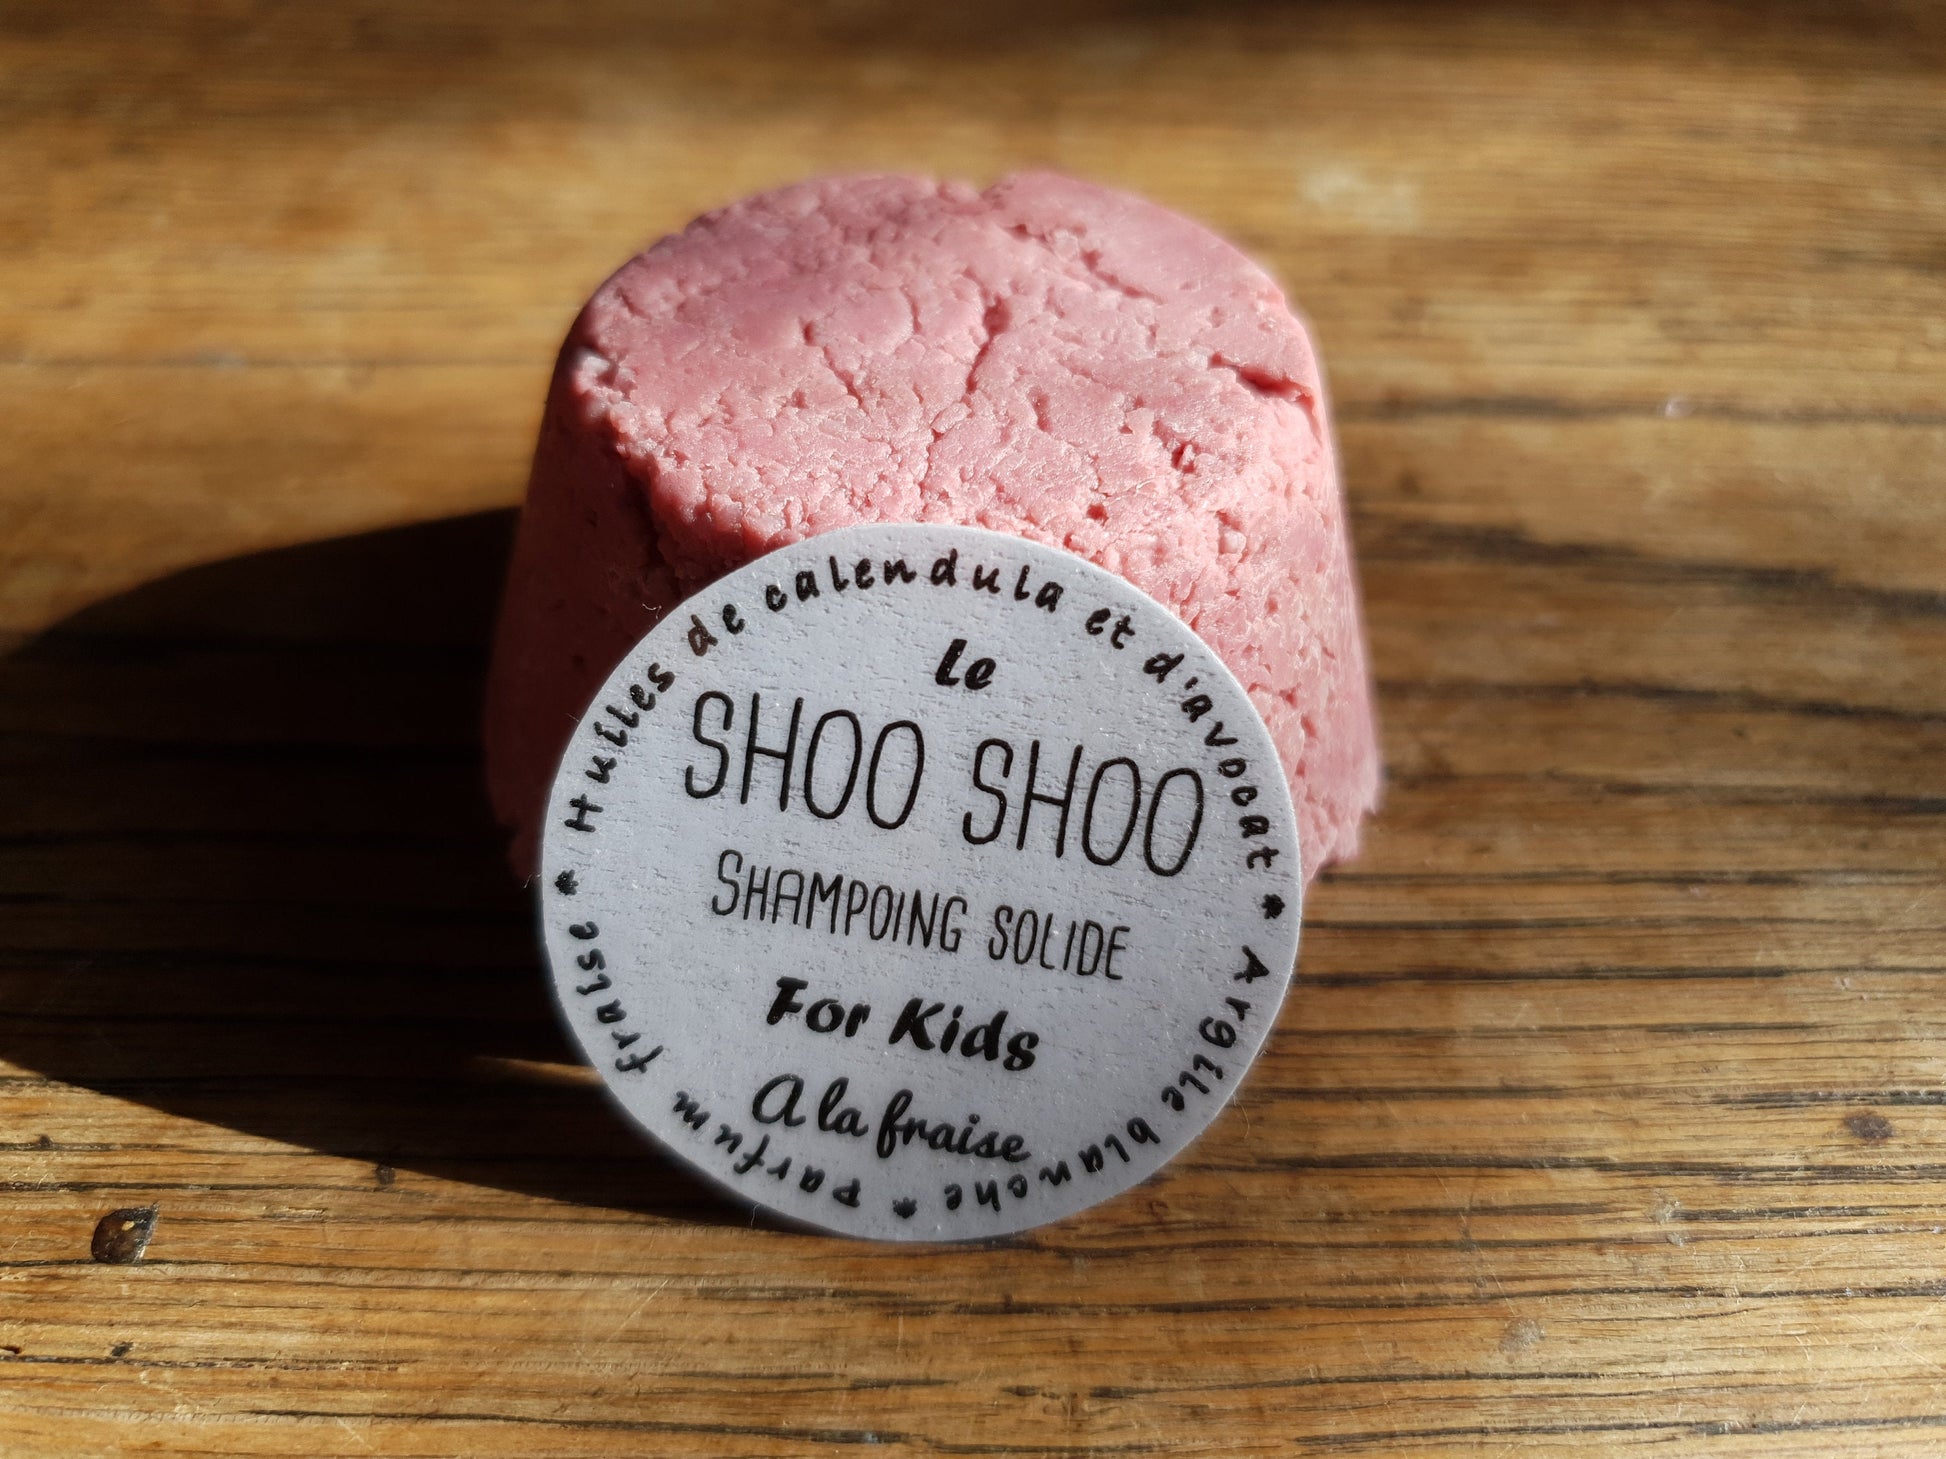 le
SHOO SHOO
SHAMPOING SOLIDE
For Kids
A la fraise
* Huiles de calendula et d'avocat * Argile blanche * Parfum fraise